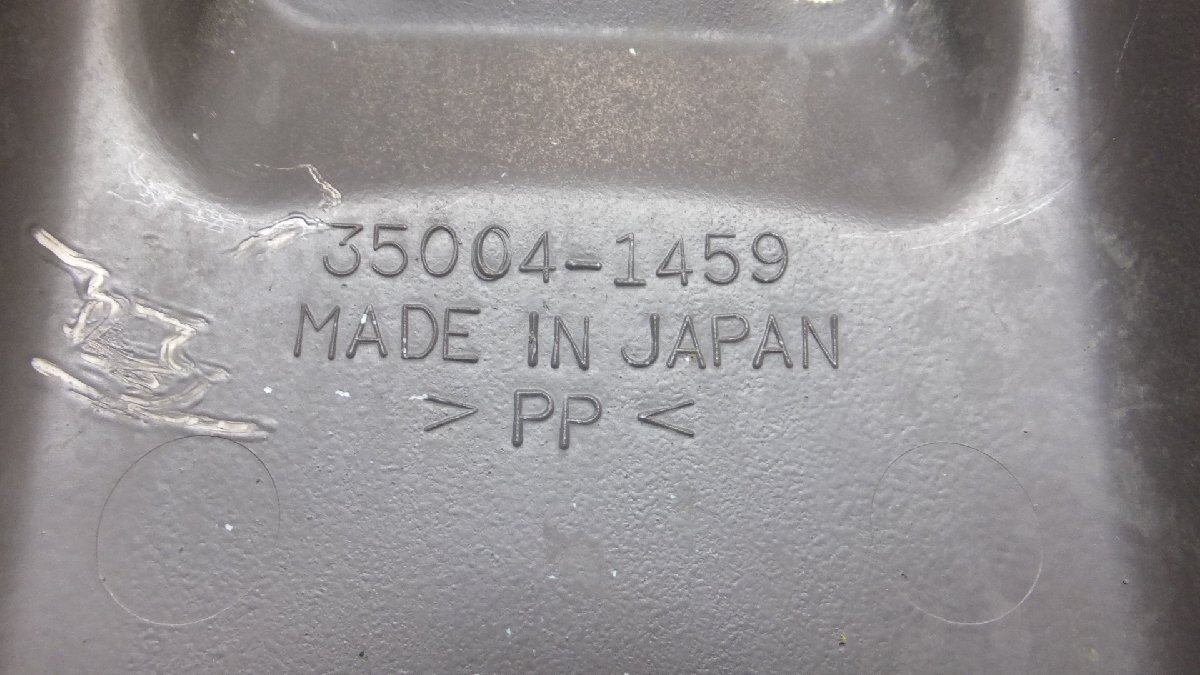 35004-1459
MADE IN JAPAN
> PP <